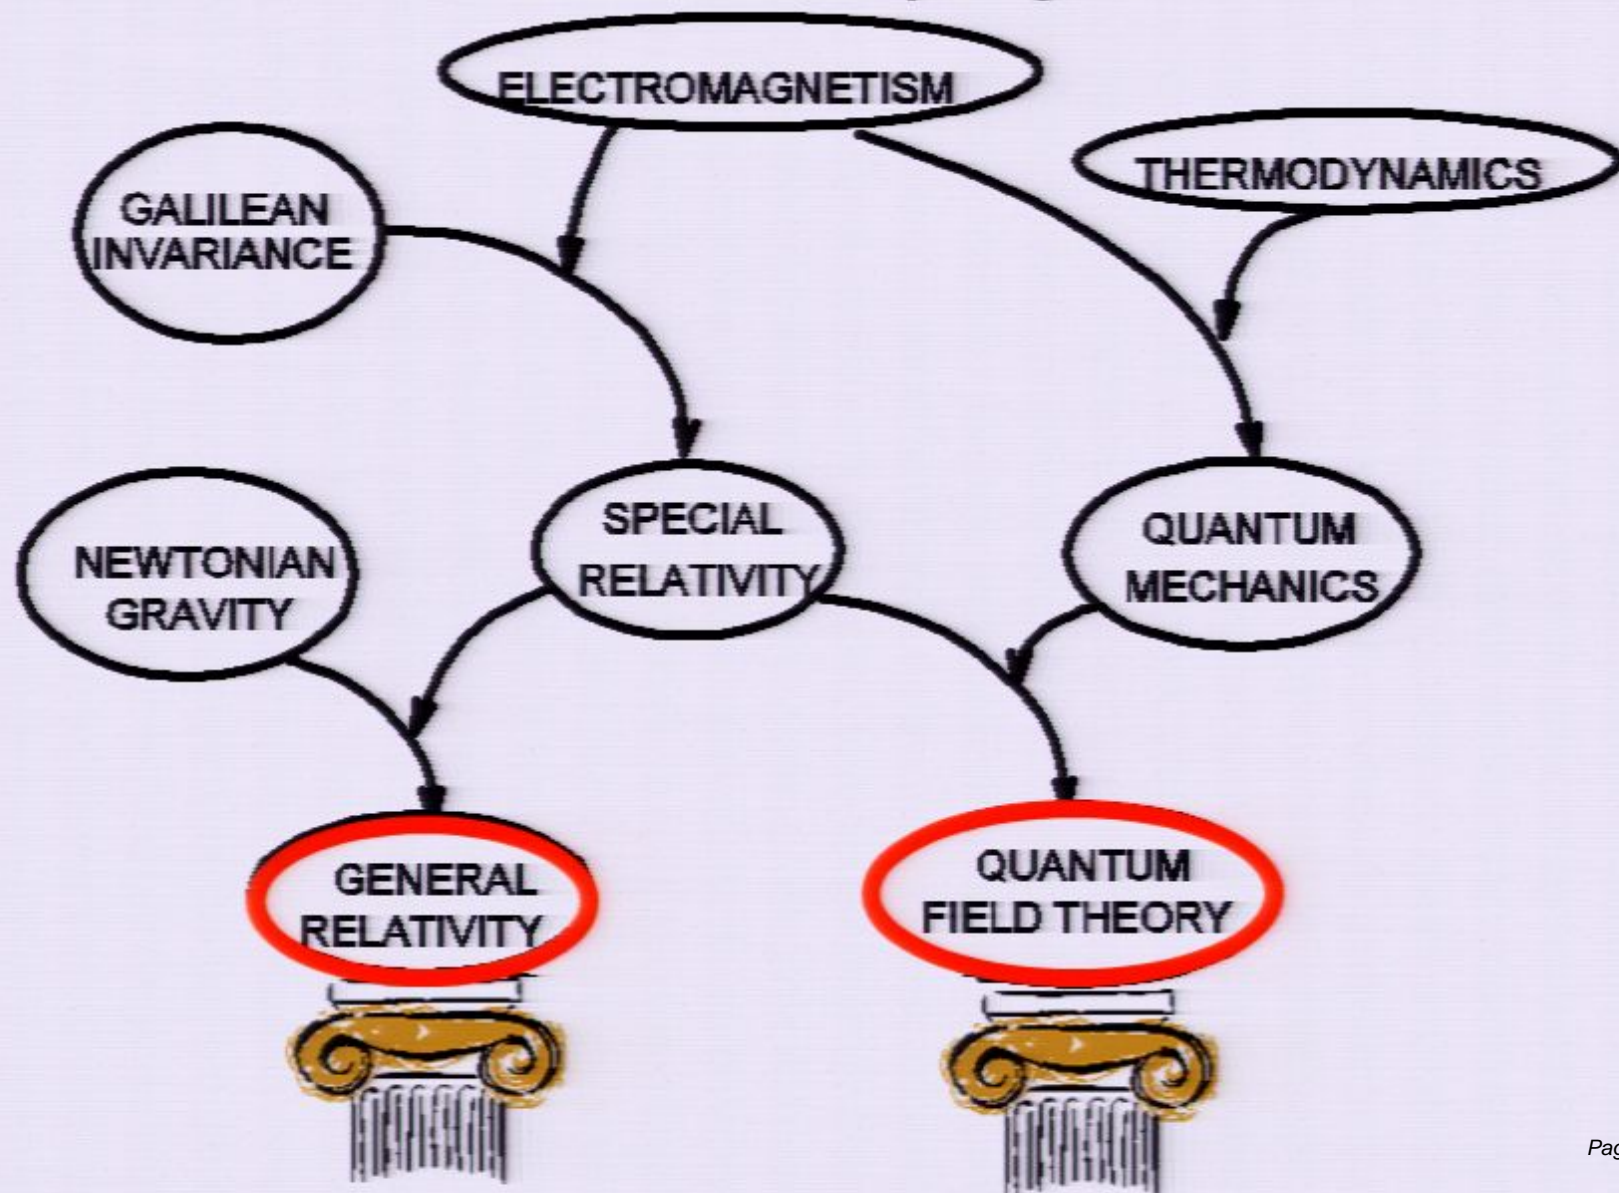 ELECTROMAGNETISM
THERMODYNAMICS
GALILEAN
INVARIANCE
SPECIAL
RELATIVITY
QUANTUM
MECHANICS
NEWTONIAN
GRAVITY
GENERAL
RELATIVITY
QUANTUM
FIELD THEORY